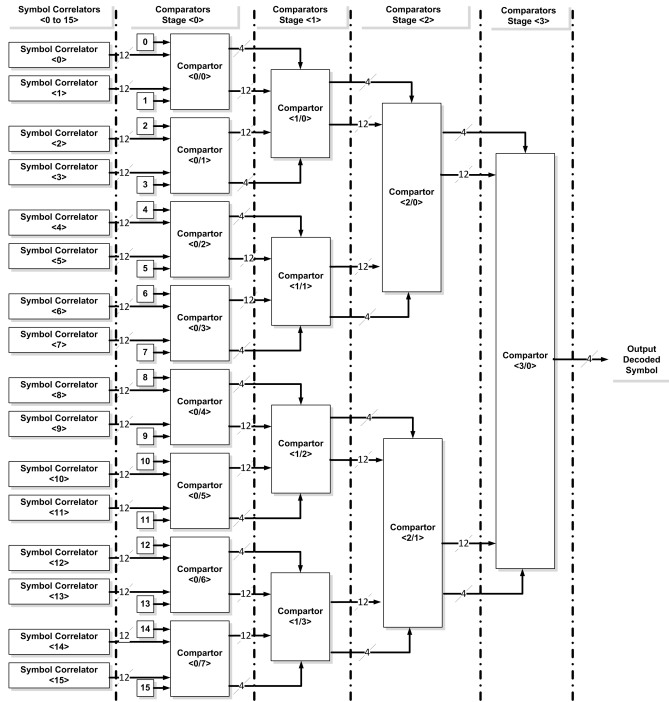 Symbol Correlators
<0 to 15>
Comparators
Stage <0>
Comparators
Stage <1>
Comparators
Stage <2>
Comparators
Stage <3>
Symbol Correlator
<0>
12
0
Compartor
<0/0>
4
Symbol Correlator
<1>
12
1
12
Compartor
<1/0>
4
12
Symbol Correlator
<2>
12
2
Compartor
<0/1>
12
Symbol Correlator
<3>
12
3
4
Compartor
<2/0>
4
12
Symbol Correlator
<4>
12
4
Compartor
<0/2>
4
Symbol Correlator
<5>
12
5
12
Compartor
<1/1>
12
4
Symbol Correlator
<6>
12
6
Compartor
<0/3>
12
Symbol Correlator
<7>
12
7
4
Compartor
<3/0>
4
Output
Decoded
Symbol
Symbol Correlator
<8>
12
8
Compartor
<0/4>
4
Symbol Correlator
<9>
12
9
12
Compartor
<1/2>
4
12
Symbol Correlator
<10>
12
10
Compartor
<0/5>
12
Symbol Correlator
<11>
12
11
4
Compartor
<2/1>
12
4
Symbol Correlator
<12>
12
12
Compartor
<0/6>
4
Symbol Correlator
<13>
12
13
12
Compartor
<1/3>
12
4
Symbol Correlator
<14>
12
14
Compartor
<0/7>
12
Symbol Correlator
<15>
12
15
4